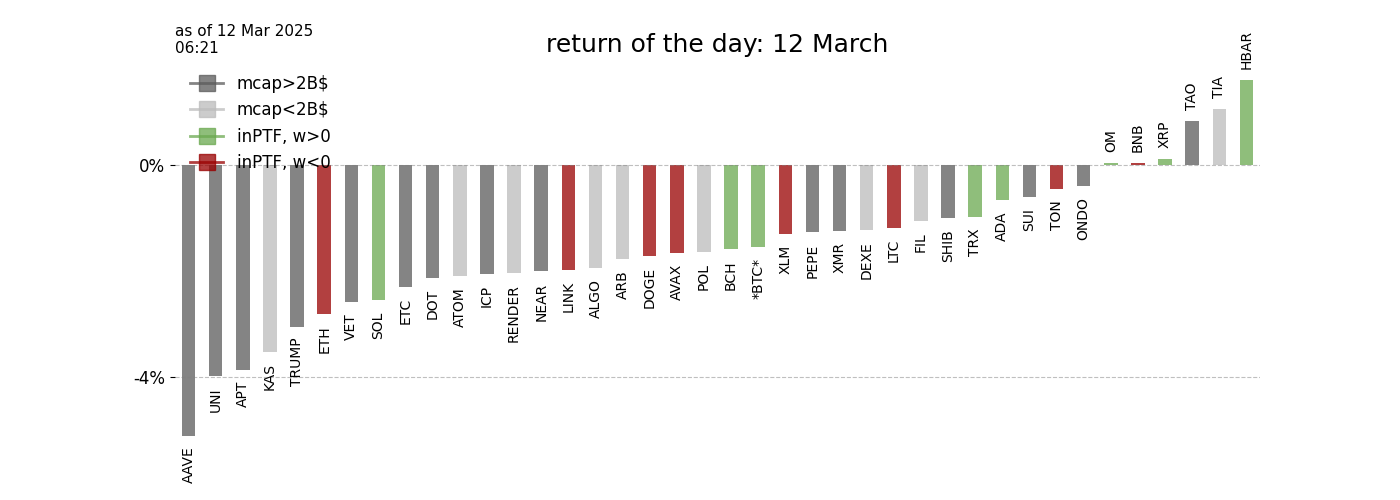 as of 12 Mar 2025
06:21
return of the day: 12 March
mcap>2B$
mcap<2B$
inPTF, w>0
inPTF, w<0
0%
-4%
AAVE
UNI
APT
KAS
TRUMP
ETH
VET
SOL
ETC
DOT
ATOM
ICP
RENDER
NEAR
LINK
ALGO
ARB
DOGE
AVAX
POL
BCH
*BTC*
XLM
PEPE
XMR
DEXE
LTC
FIL
SHIB
TRX
ADA
SUI
TON
ONDO
OM
BNB
XRP
TAO
TIA
HBAR